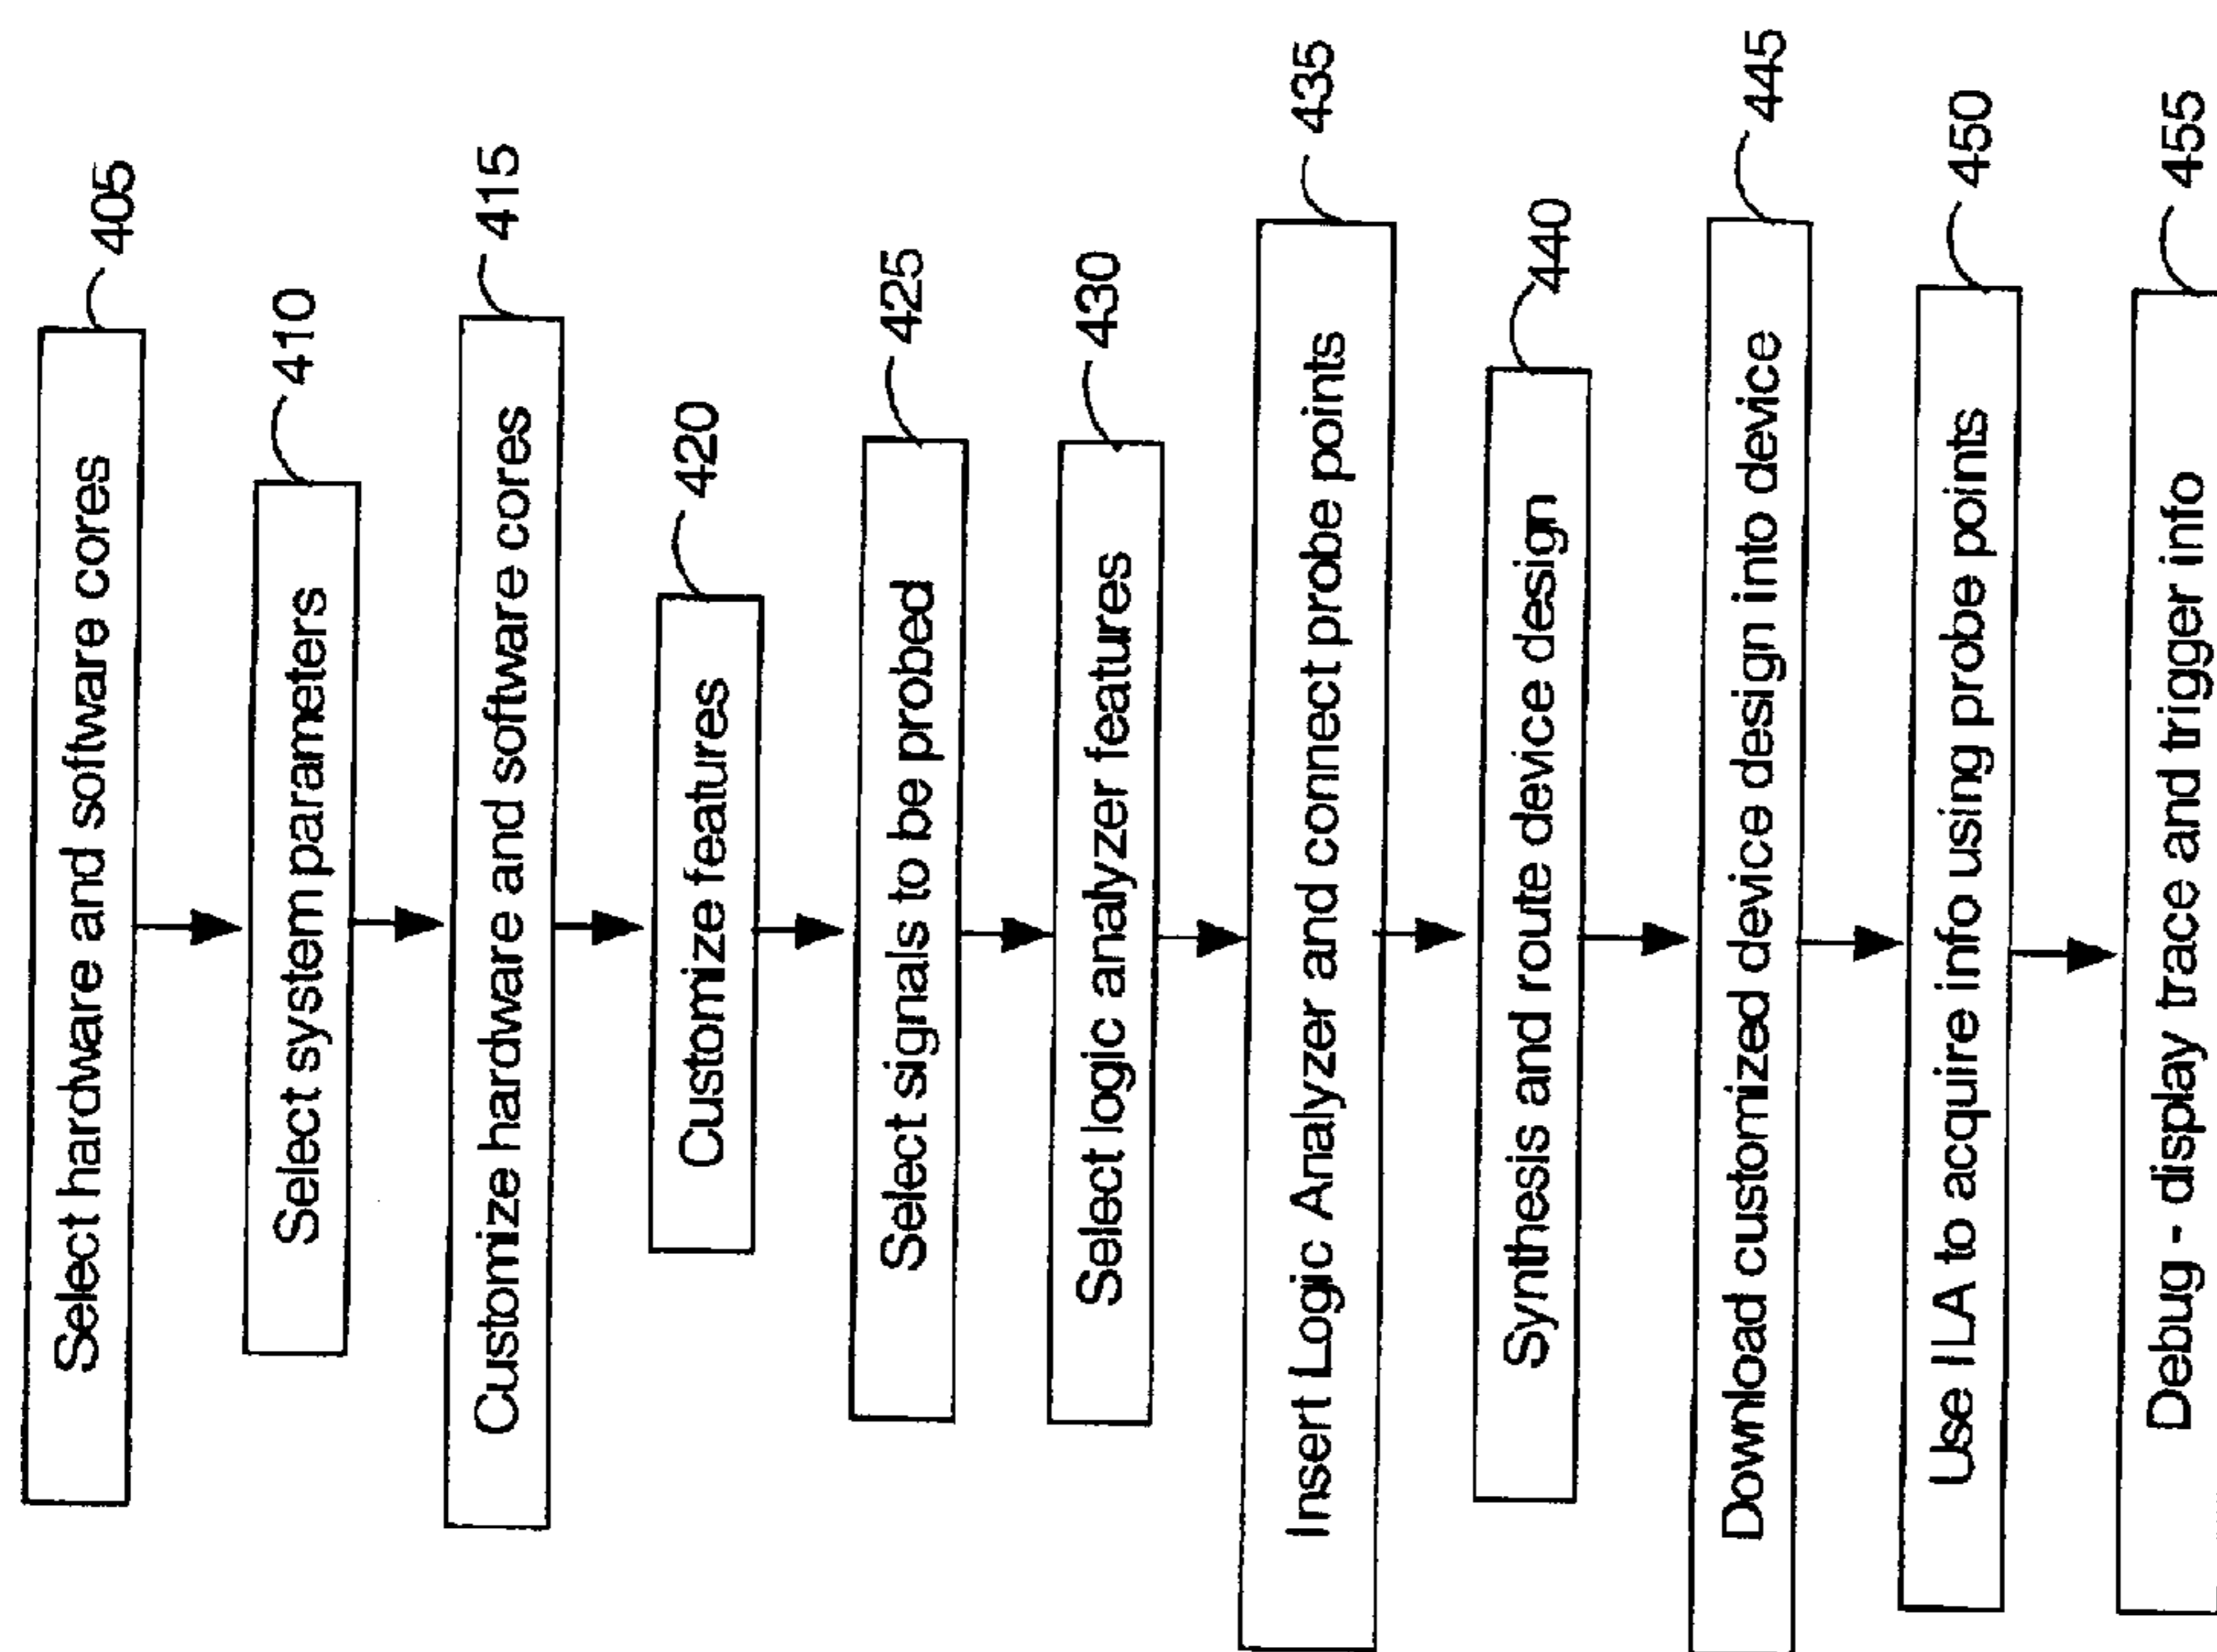 Select hardware and software cores
405
Select system parameters
410
Customize hardware and software cores
415
Customize features
420
Select signals to be probed
425
Select logic analyzer features
430
Insert Logic Analyzer and connect probe points
435
Synthesis and route device design
440
Download customized device design into device
445
Use ILA to acquire info using probe points
450
Debug - display trace and trigger info
455